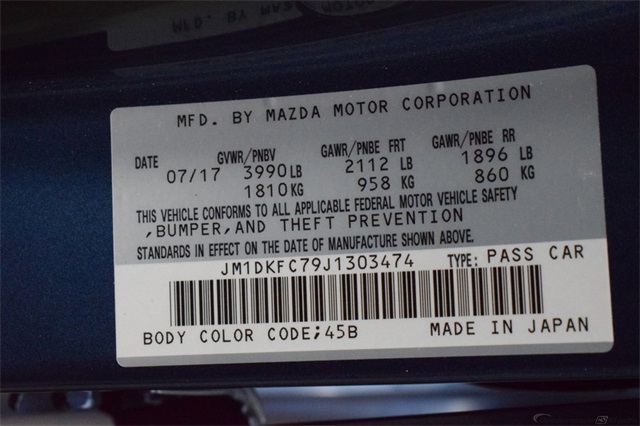 MFD. BY MAZDA MOTOR CORPORATION
DATE GVWR/PNBV GAWR/PNBE FRT GAWR/PNBE RR
07/17 3990LB 2112 LB 1896 LB
1810KG 958 KG 860 KG
THIS VEHICLE CONFORMS TO ALL APPLICABLE FEDERAL MOTOR VEHICLE SAFETY
,BUMPER,AND THEFT PREVENTION
STANDARDS IN EFFECT ON THE DATE OF MANUFACTURE SHOWN ABOVE.
JM1DKFC79J1303474 TYPE: PASS CAR
BODY COLOR CODE;45B MADE IN JAPAN